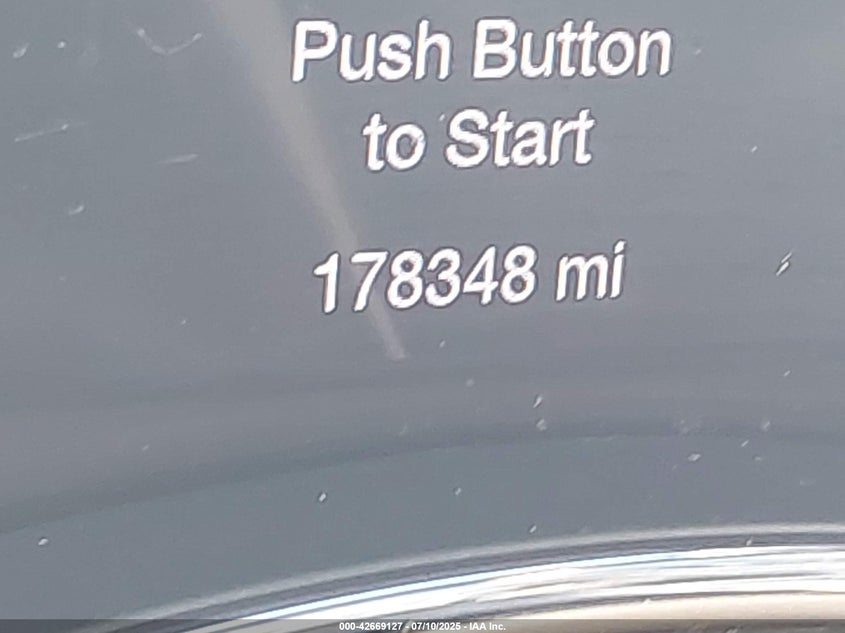 Push Button
to Start
178348 mi
000-42669127 - 07/10/2025 - IAA Inc.